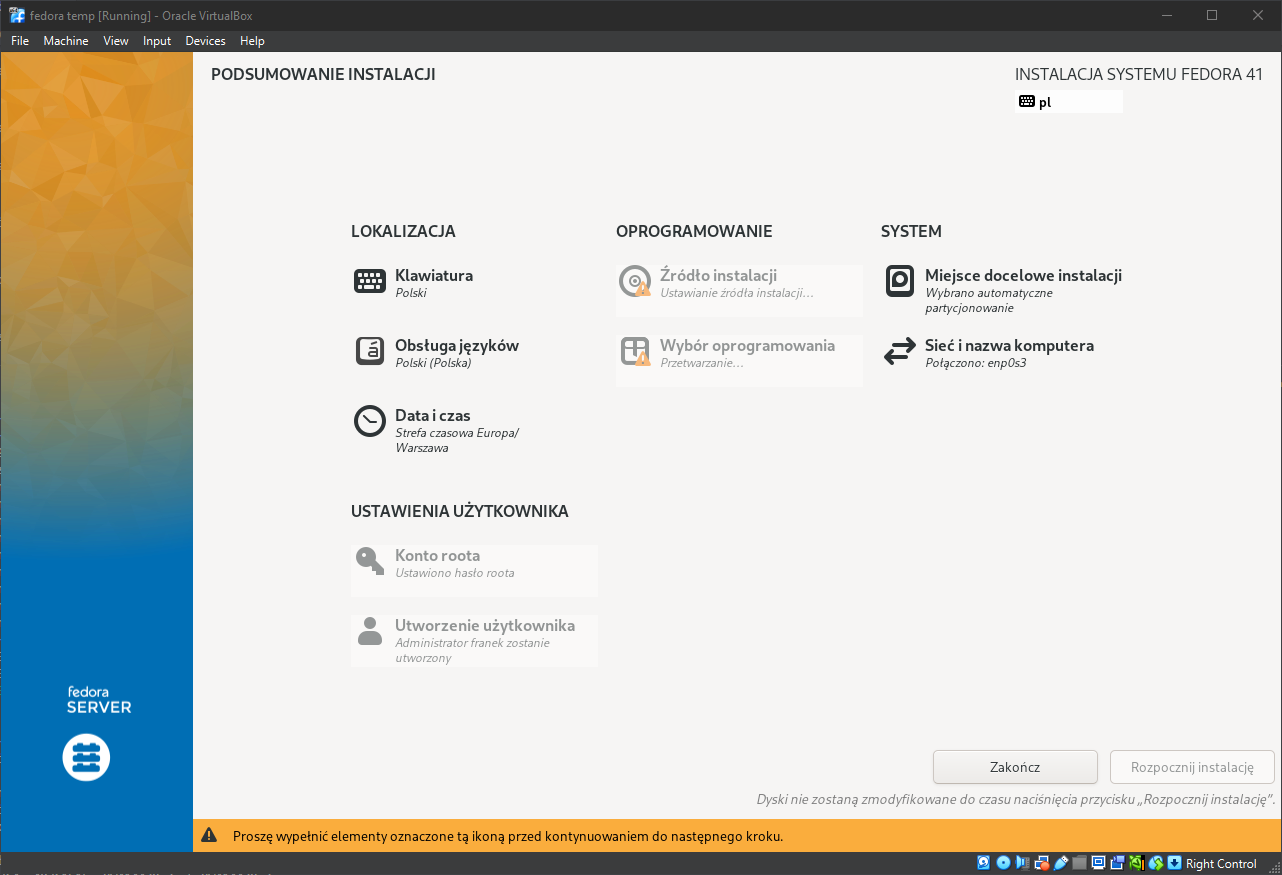 fedora temp [Running] - Oracle VirtualBox
File Machine View Input Devices Help
PODSUMOWANIE INSTALACJI
INSTALACJA SYSTEMU FEDORA 41
pl
LOKALIZACJA
Klawiatura
Polski
Obsługa języków
Polski (Polska)
Data i czas
Strefa czasowa Europa/
Warszawa
OPROGRAMOWANIE
Źródło instalacji
Ustawianie źródła instalacji…
Wybór oprogramowania
Przetwarzanie…
SYSTEM
Miejsce docelowe instalacji
Wybrano automatyczne
partycjonowanie
Sieć i nazwa komputera
Połączono: enp0s3
USTAWIENIA UŻYTKOWNIKA
Konto roota
Ustawiono hasło roota
Utworzenie użytkownika
Administrator franek zostanie
utworzony
fedora
SERVER
Zakończ
Rozpocznij instalację
Dyski nie zostaną zmodyfikowane do czasu naciśnięcia przycisku „Rozpocznij instalację”.
Proszę wypełnić elementy oznaczone tą ikoną przed kontynuowaniem do następnego kroku.
Right Control